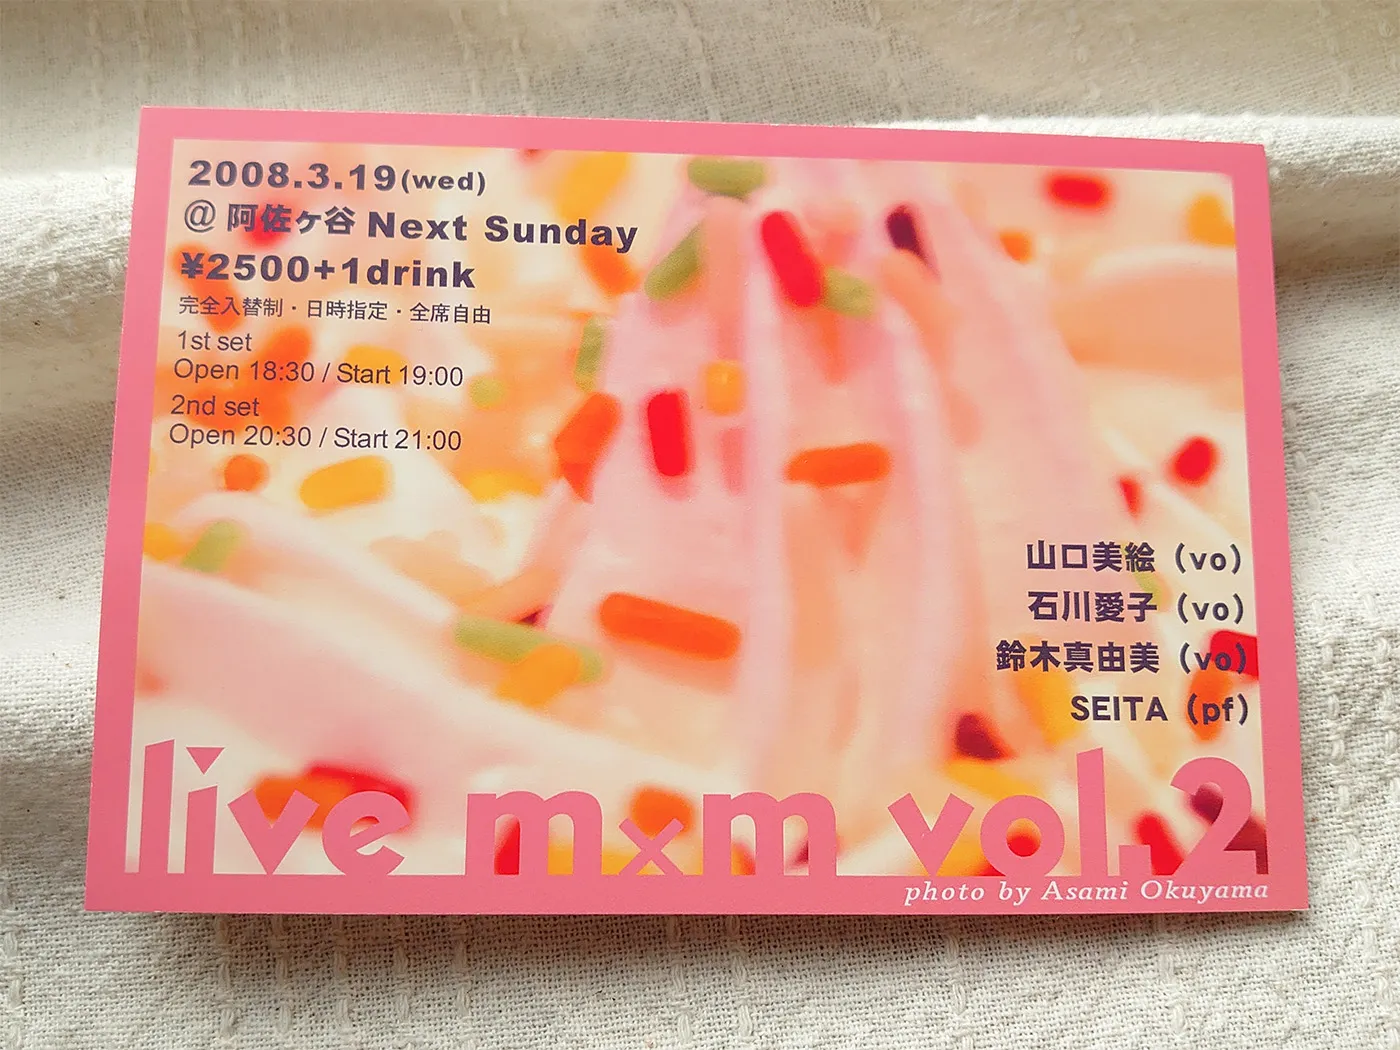 2008.3.19(wed)
@ 阿佐ヶ谷 Next Sunday
¥2500+1drink
完全入替制・日時指定・全席自由
1st set
Open 18:30 / Start 19:00
2nd set
Open 20:30 / Start 21:00
山口美絵（vo）
石川愛子（vo）
鈴木真由美（vo）
SEITA（pf）
live m×m vol.2
photo by Asami Okuyama